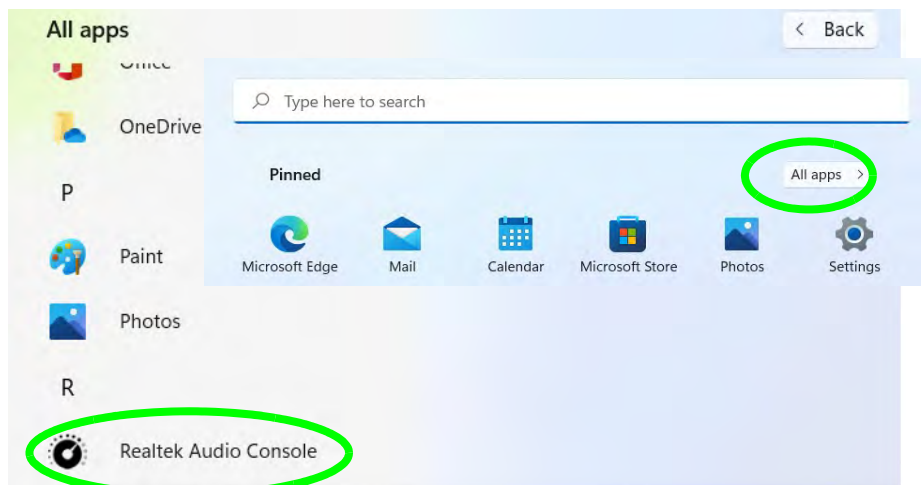 All apps
Back
Office
OneDrive
P
Paint
Photos
R
Realtek Audio Console
Type here to search
Pinned
All apps
Microsoft Edge
Mail
Calendar
Microsoft Store
Photos
Settings